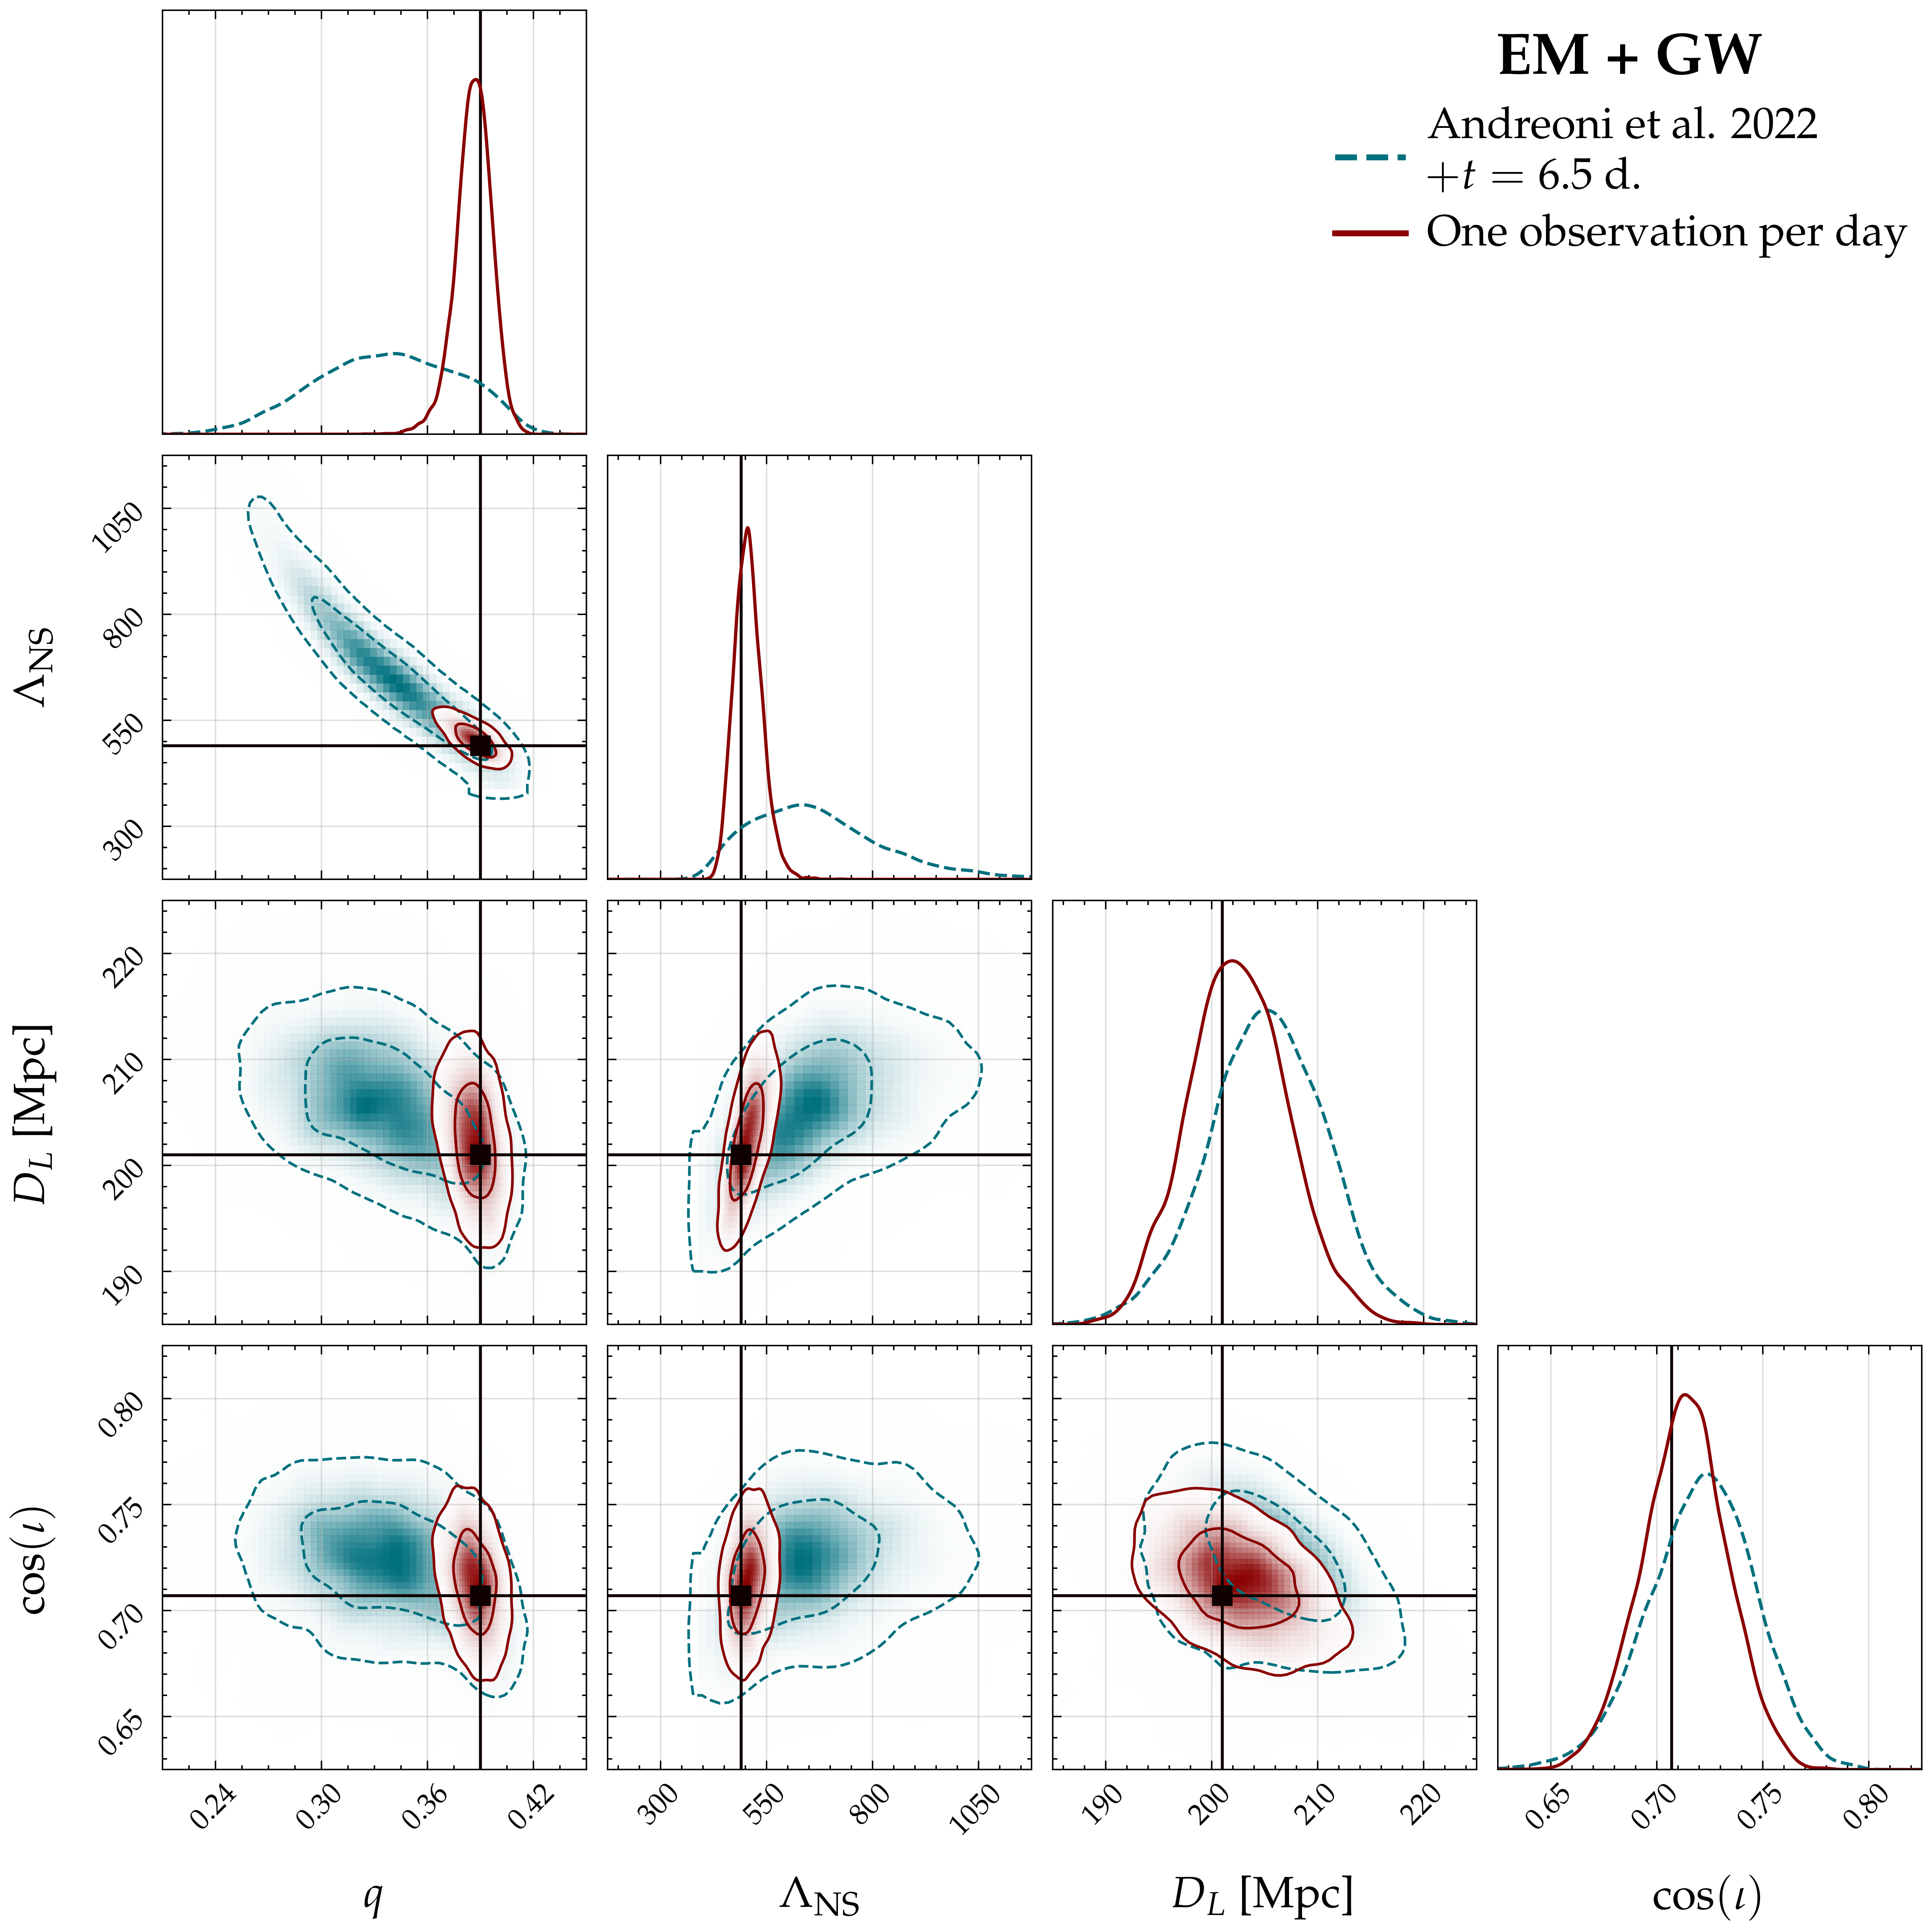 EM + GW
Andreoni et al. 2022
+t = 6.5 d.
One observation per day
1050
800
550
300
Λ_NS
220
210
200
190
D_L [Mpc]
0.80
0.75
0.70
0.65
cos(ι)
0.24 0.30 0.36 0.42
300 550 800 1050
190 200 210 220
0.65 0.70 0.75 0.80
q
Λ_NS
D_L [Mpc]
cos(ι)